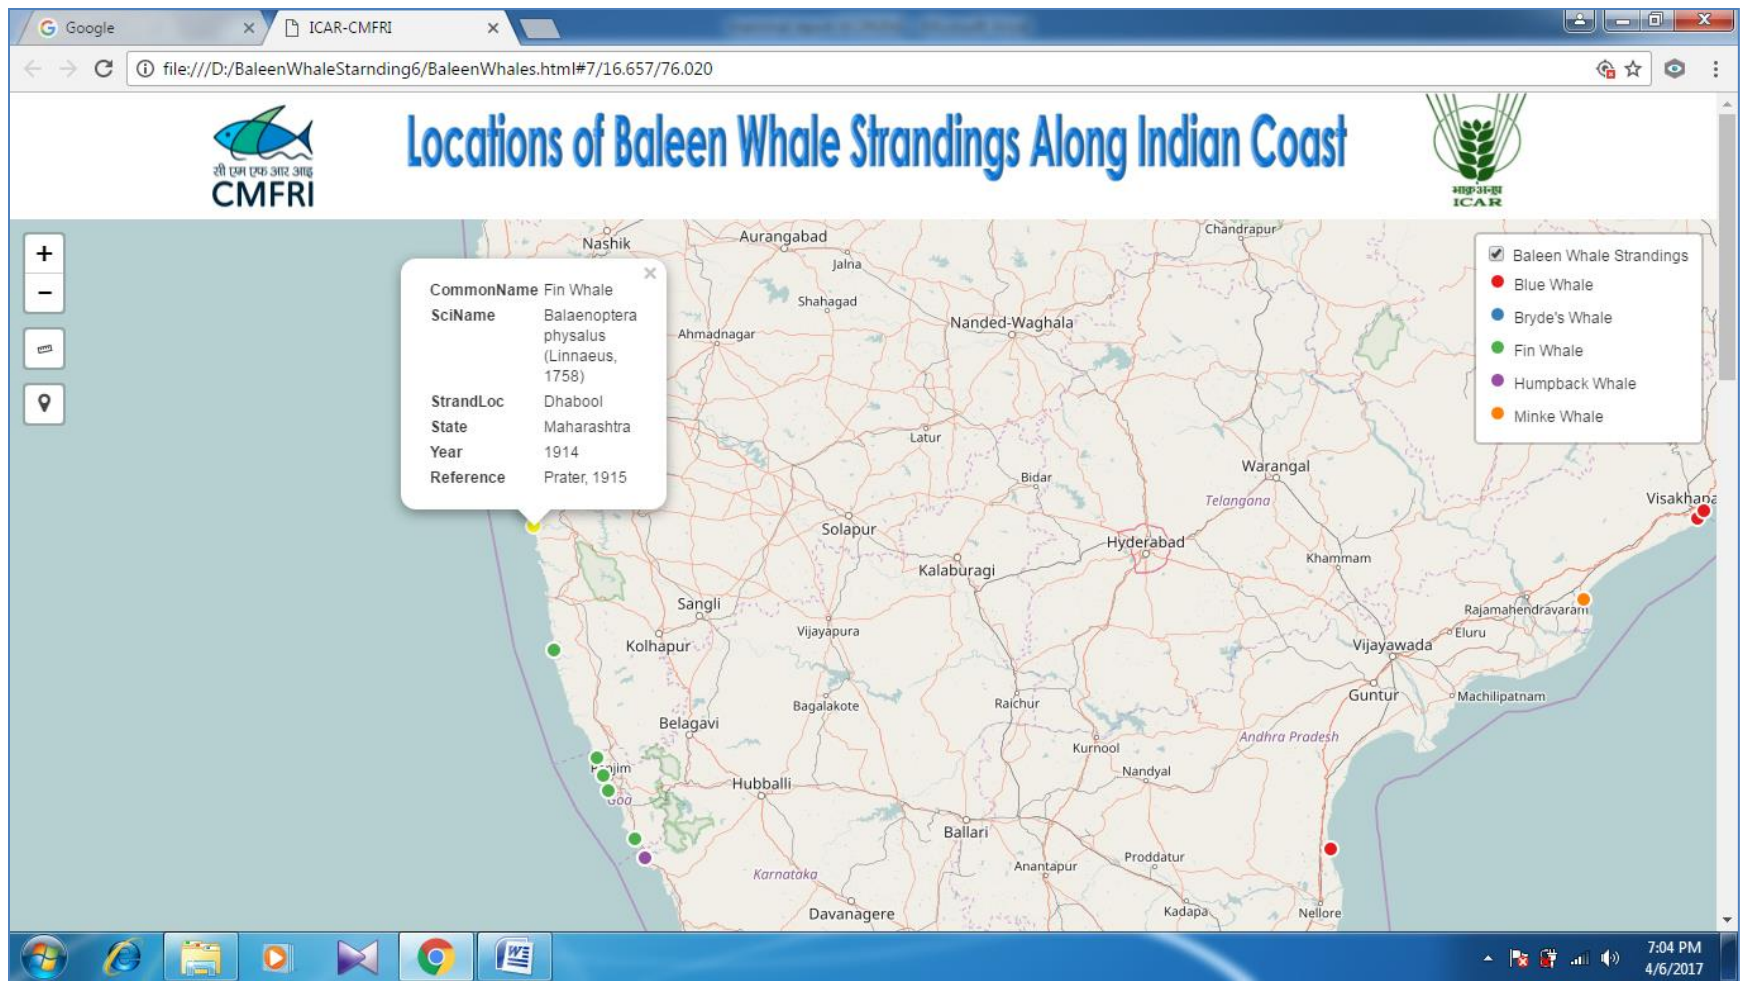 Google
ICAR-CMFRI
file:///D:/BaleenWhaleStarnding6/BaleenWhales.html#7/16.657/76.020
सी एम एफ आर आइ
CMFRI
Locations of Baleen Whale Strandings Along Indian Coast
ICAR
+
−
CommonName Fin Whale
SciName Balaenoptera
physalus
(Linnaeus,
1758)
StrandLoc Dhabool
State Maharashtra
Year 1914
Reference Prater, 1915
Baleen Whale Strandings
Blue Whale
Bryde's Whale
Fin Whale
Humpback Whale
Minke Whale
Nashik
Aurangabad
Chandrapur
Jalna
Shahagad
Ahmadnagar
Nanded-Waghala
Latur
Bidar
Warangal
Telangana
Visakhapa
Solapur
Hyderabad
Khammam
Kalaburagi
Sangli
Rajamahendravaram
Kolhapur
Vijayapura
Eluru
Vijayawada
Guntur
Machilipatnam
Bagalakote
Raichur
Belagavi
Andhra Pradesh
Kurnool
Nandyal
Hubballi
Goa
Ballari
Proddatur
Anantapur
Karnataka
Davanagere
Kadapa
Nellore
7:04 PM
4/6/2017